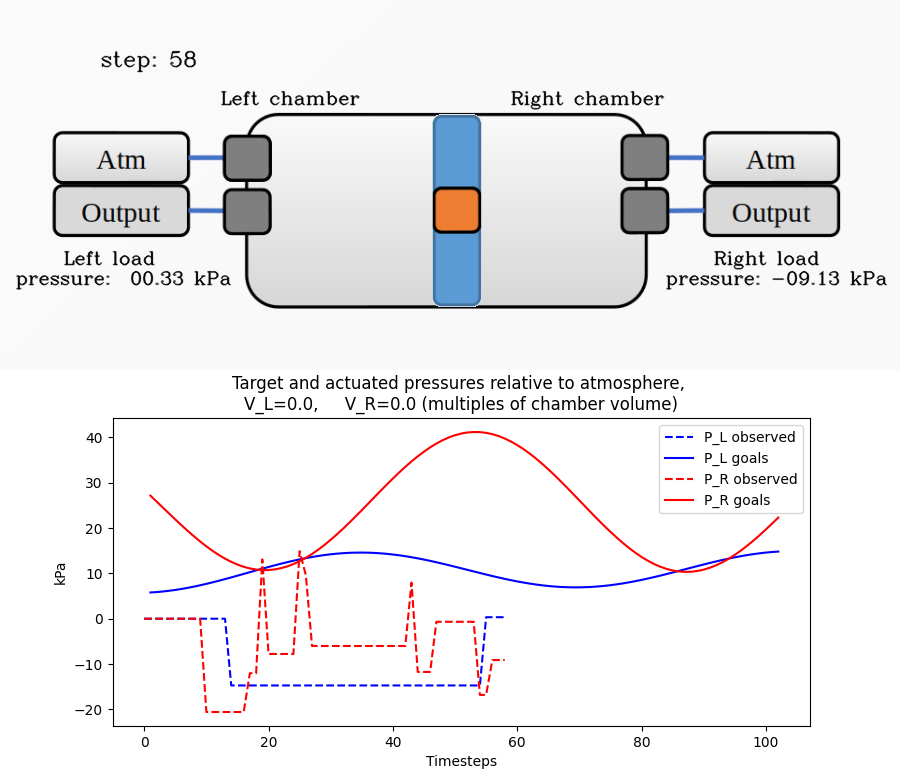 step: 58
Left chamber
Right chamber
Atm
Output
Atm
Output
Left load
pressure:  00.33 kPa
Right load
pressure: −09.13 kPa
Target and actuated pressures relative to atmosphere,
V_L=0.0,     V_R=0.0 (multiples of chamber volume)
40
30
20
10
0
−10
−20
kPa
P_L observed
P_L goals
P_R observed
P_R goals
0
20
40
60
80
100
Timesteps